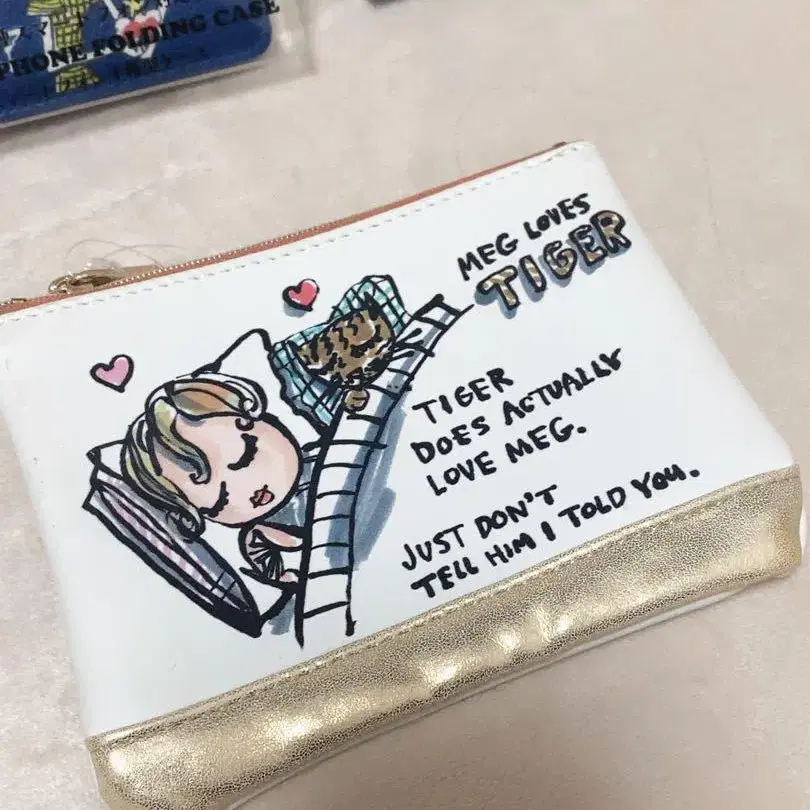 PHONE FOLDING CASE
MEG LOVES
TIGER
TIGER
DOES ACTUALLY
LOVE MEG.
JUST DON'T
TELL HIM I TOLD YOU.